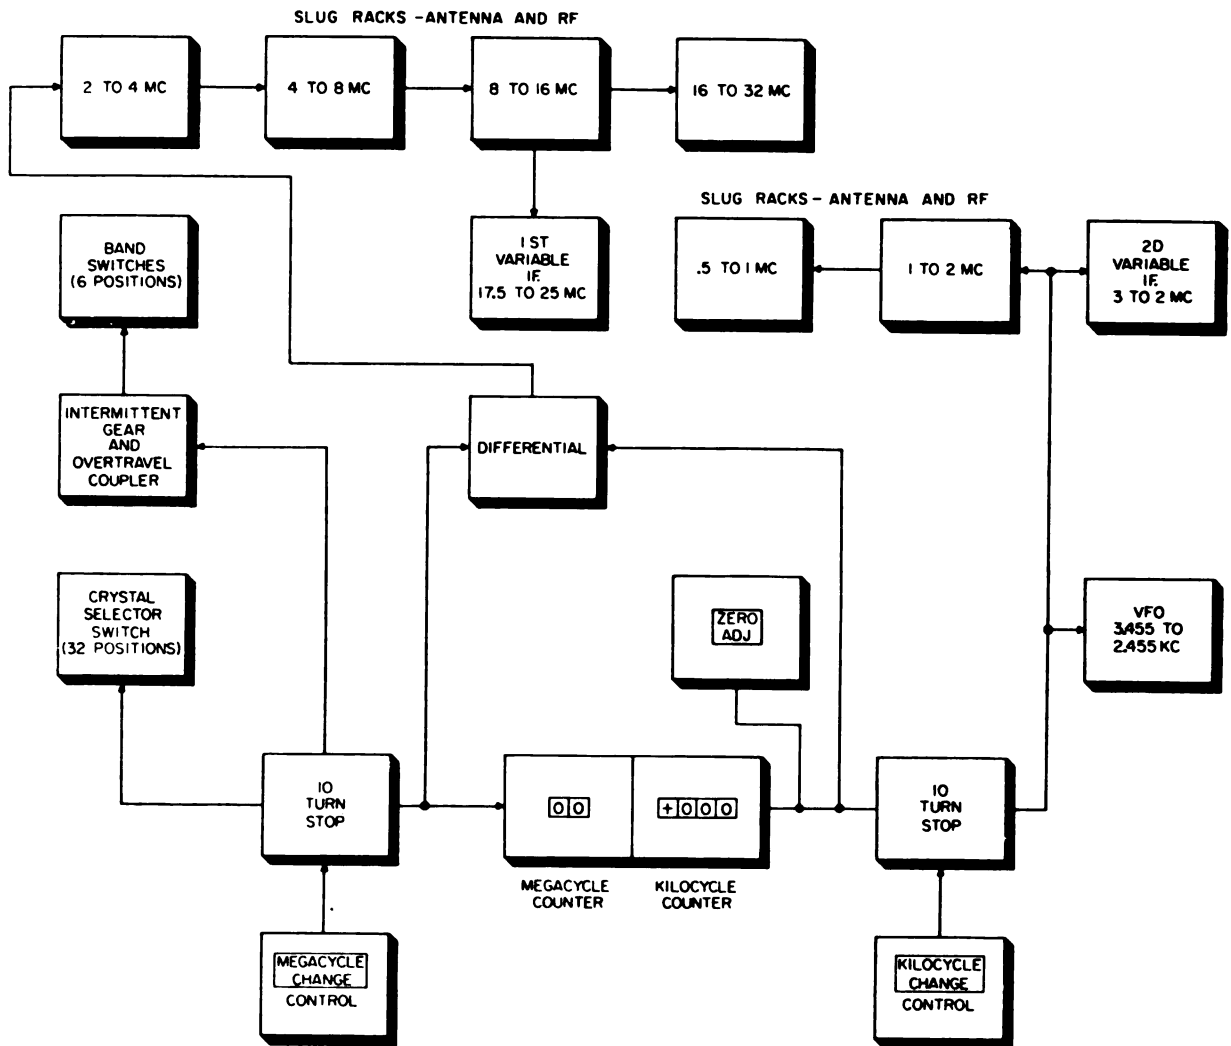 SLUG RACKS - ANTENNA AND RF
2 TO 4 MC
4 TO 8 MC
8 TO 16 MC
16 TO 32 MC
SLUG RACKS - ANTENNA AND RF
BAND
SWITCHES
(6 POSITIONS)
1 ST
VARIABLE
IF.
17.5 TO 25 MC
.5 TO 1 MC
1 TO 2 MC
2D
VARIABLE
IF.
3 TO 2 MC
INTERMITTENT
GEAR
AND
OVERTRAVEL
COUPLER
DIFFERENTIAL
CRYSTAL
SELECTOR
SWITCH
(32 POSITIONS)
ZERO
ADJ
VFO
3.455 TO
2.455 KC
10
TURN
STOP
00
+000
10
TURN
STOP
MEGACYCLE
COUNTER
KILOCYCLE
COUNTER
MEGACYCLE
CHANGE
CONTROL
KILOCYCLE
CHANGE
CONTROL